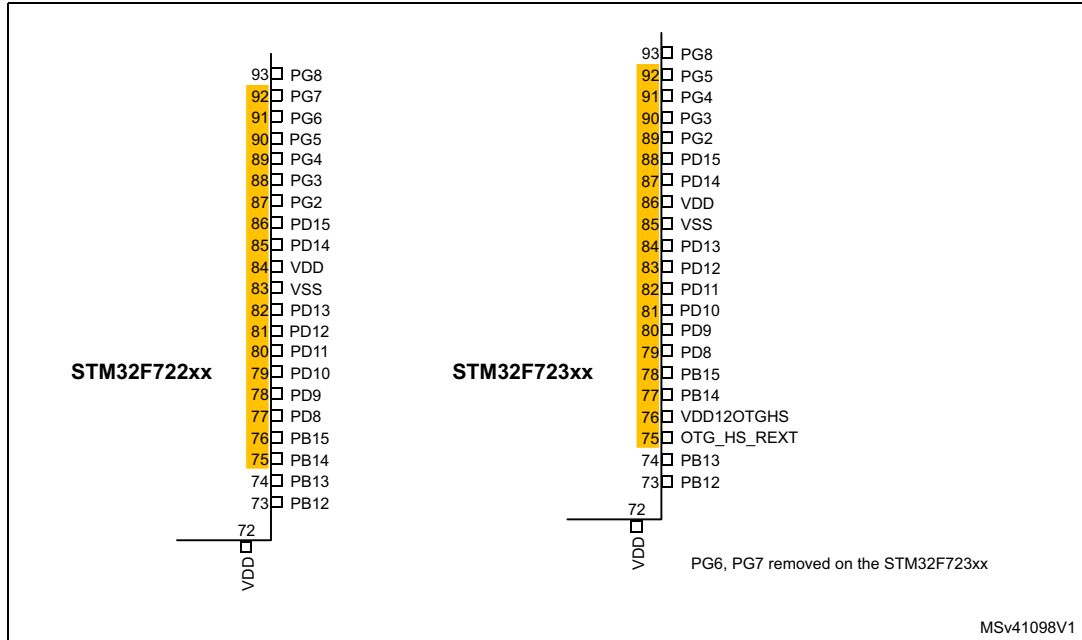 93 PG8
92 PG7
91 PG6
90 PG5
89 PG4
88 PG3
87 PG2
86 PD15
85 PD14
84 VDD
83 VSS
82 PD13
81 PD12
80 PD11
79 PD10
78 PD9
77 PD8
76 PB15
75 PB14
74 PB13
73 PB12
72
VDD
STM32F722xx
93 PG8
92 PG5
91 PG4
90 PG3
89 PG2
88 PD15
87 PD14
86 VDD
85 VSS
84 PD13
83 PD12
82 PD11
81 PD10
80 PD9
79 PD8
78 PB15
77 PB14
76 VDD12OTGHS
75 OTG_HS_REXT
74 PB13
73 PB12
72
VDD
STM32F723xx
PG6, PG7 removed on the STM32F723xx
MSv41098V1